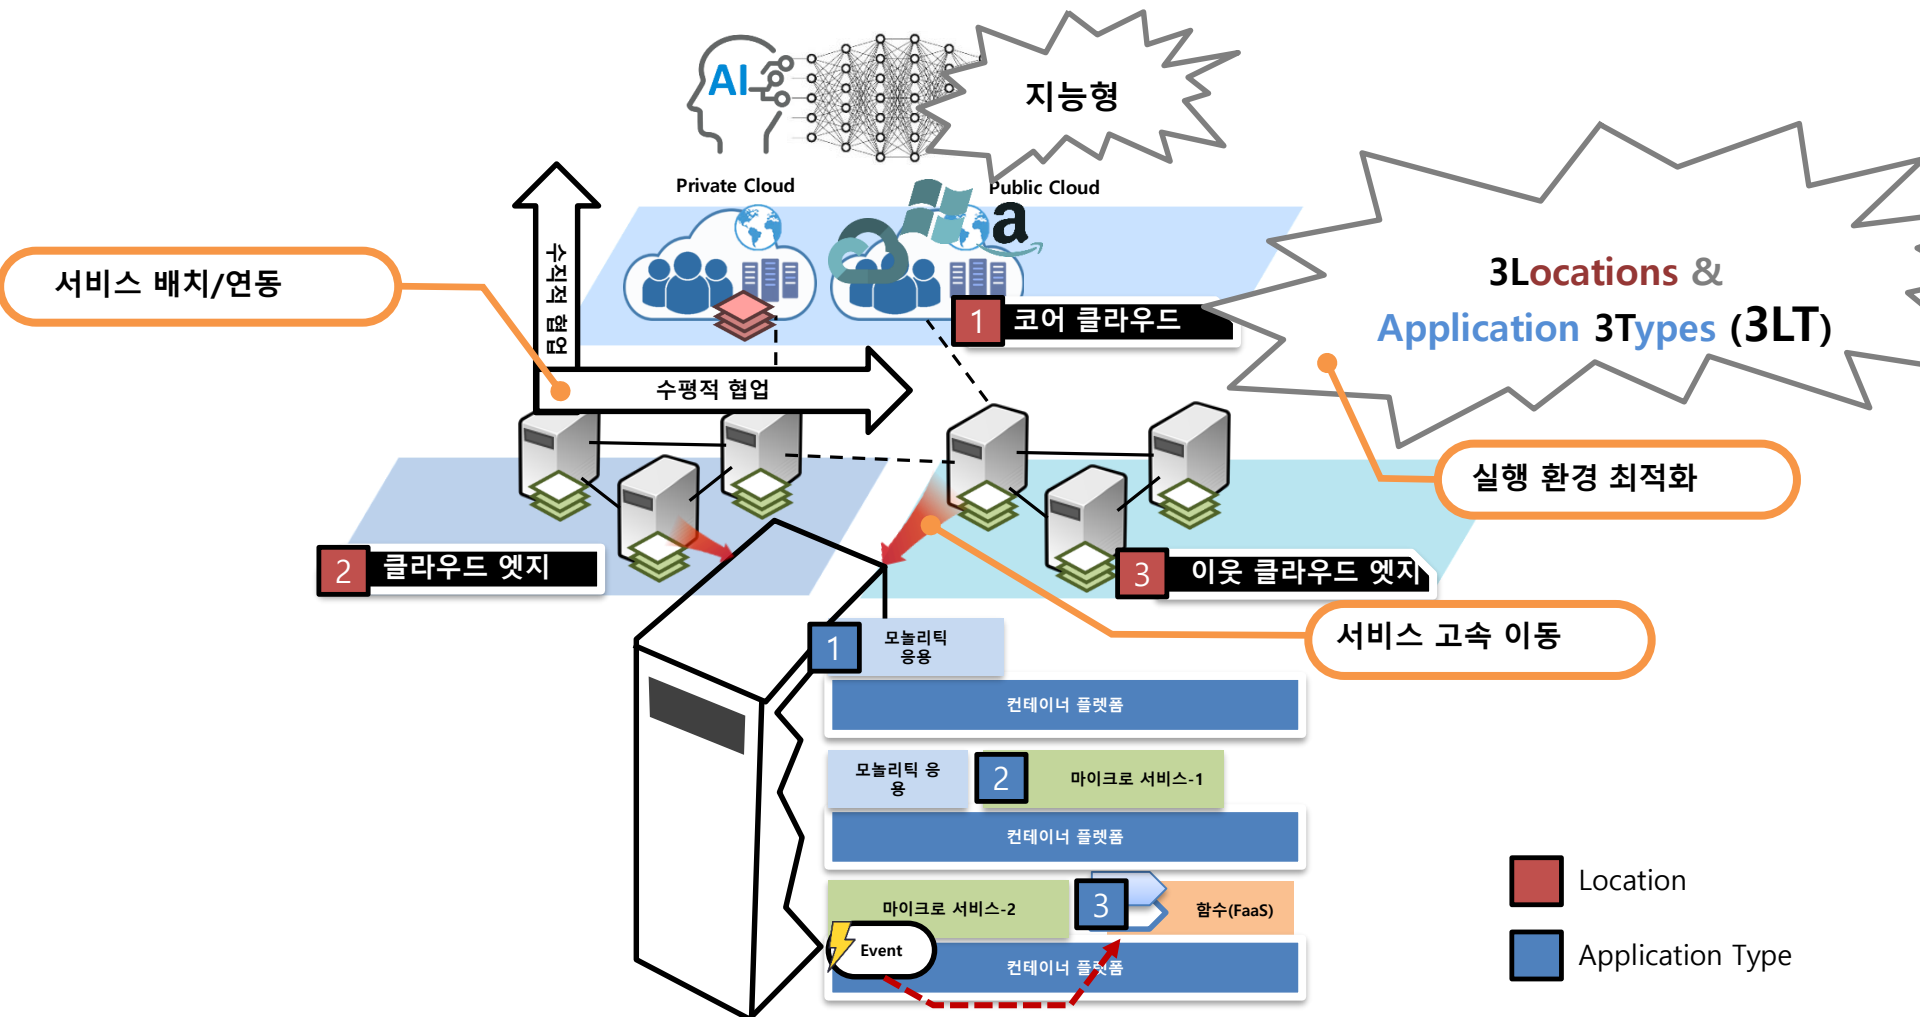 AI
지능형
Private Cloud
Public Cloud
a
수직적 협업
서비스 배치/연동
1 코어 클라우드
3Locations &
Application 3Types (3LT)
수평적 협업
실행 환경 최적화
2 클라우드 엣지
3 이웃 클라우드 엣지
서비스 고속 이동
1
모놀리틱
응용
컨테이너 플렛폼
모놀리틱 응
용
2
마이크로 서비스-1
컨테이너 플렛폼
마이크로 서비스-2
3
함수(FaaS)
Event
컨테이너 플렛폼
Location
Application Type